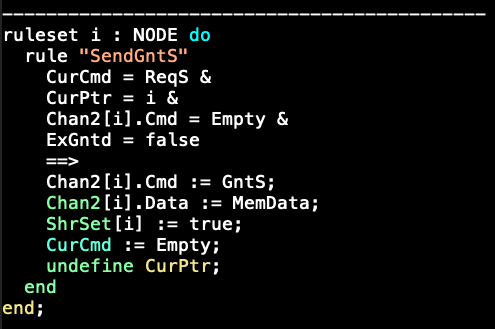 --------------------------------------------
ruleset i : NODE do
  rule "SendGntS"
    CurCmd = ReqS &
    CurPtr = i &
    Chan2[i].Cmd = Empty &
    ExGntd = false
    ==>
    Chan2[i].Cmd := GntS;
    Chan2[i].Data := MemData;
    ShrSet[i] := true;
    CurCmd := Empty;
    undefine CurPtr;
  end
end;